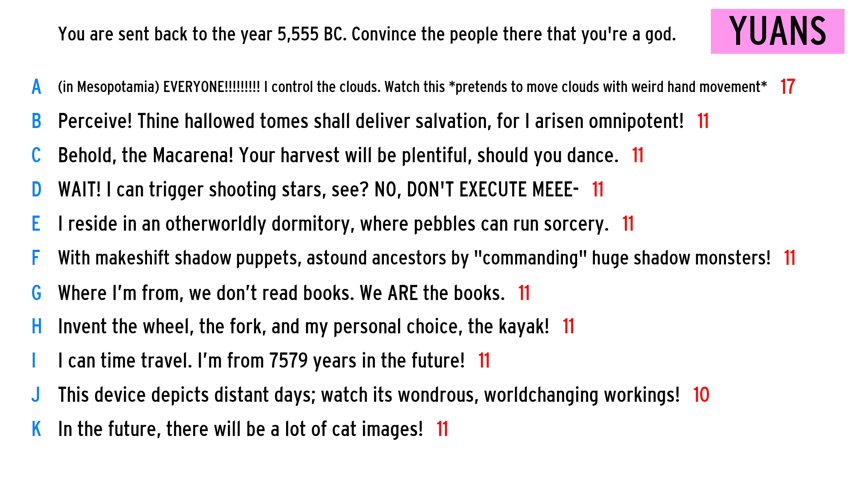 You are sent back to the year 5,555 BC. Convince the people there that you're a god.
YUANS
A (in Mesopotamia) EVERYONE!!!!!!!!! I control the clouds. Watch this *pretends to move clouds with weird hand movement* 17
B Perceive! Thine hallowed tomes shall deliver salvation, for I arisen omnipotent! 11
C Behold, the Macarena! Your harvest will be plentiful, should you dance. 11
D WAIT! I can trigger shooting stars, see? NO, DON'T EXECUTE MEEE- 11
E I reside in an otherworldly dormitory, where pebbles can run sorcery. 11
F With makeshift shadow puppets, astound ancestors by "commanding" huge shadow monsters! 11
G Where I’m from, we don’t read books. We ARE the books. 11
H Invent the wheel, the fork, and my personal choice, the kayak! 11
I I can time travel. I’m from 7579 years in the future! 11
J This device depicts distant days; watch its wondrous, worldchanging workings! 10
K In the future, there will be a lot of cat images! 11